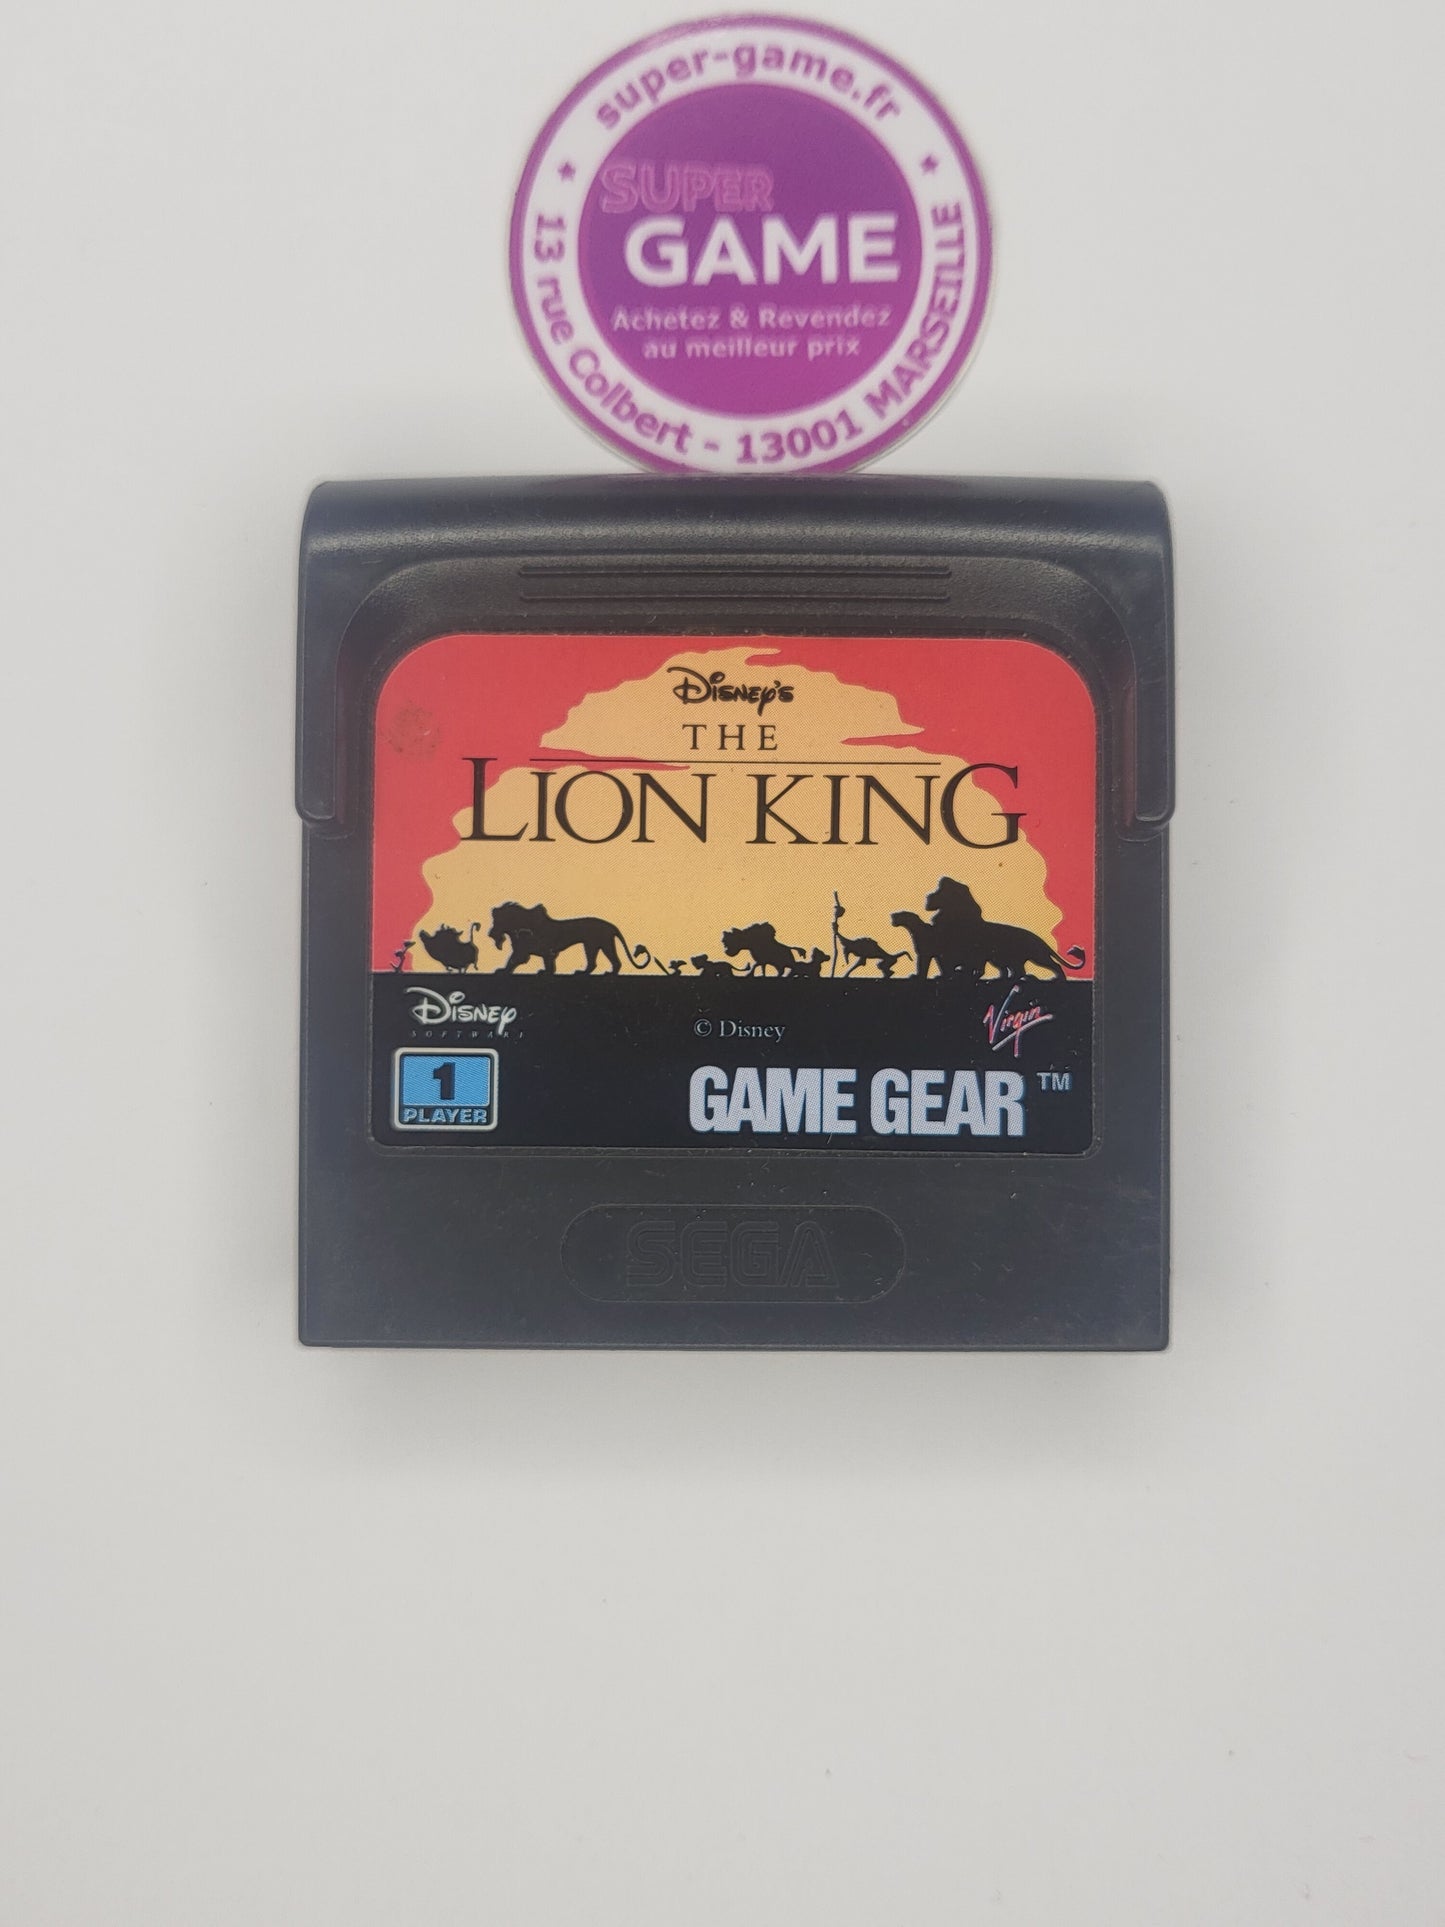 super-game.fr
SUPER
GAME
Achetez & Revendez
au meilleur prix
13 rue Colbert - 13001 MARSEILLE
DISNEY'S
THE
LION KING
DISNEY
SOFTWARE
© Disney
Virgin
1
PLAYER
GAME GEAR TM
SEGA